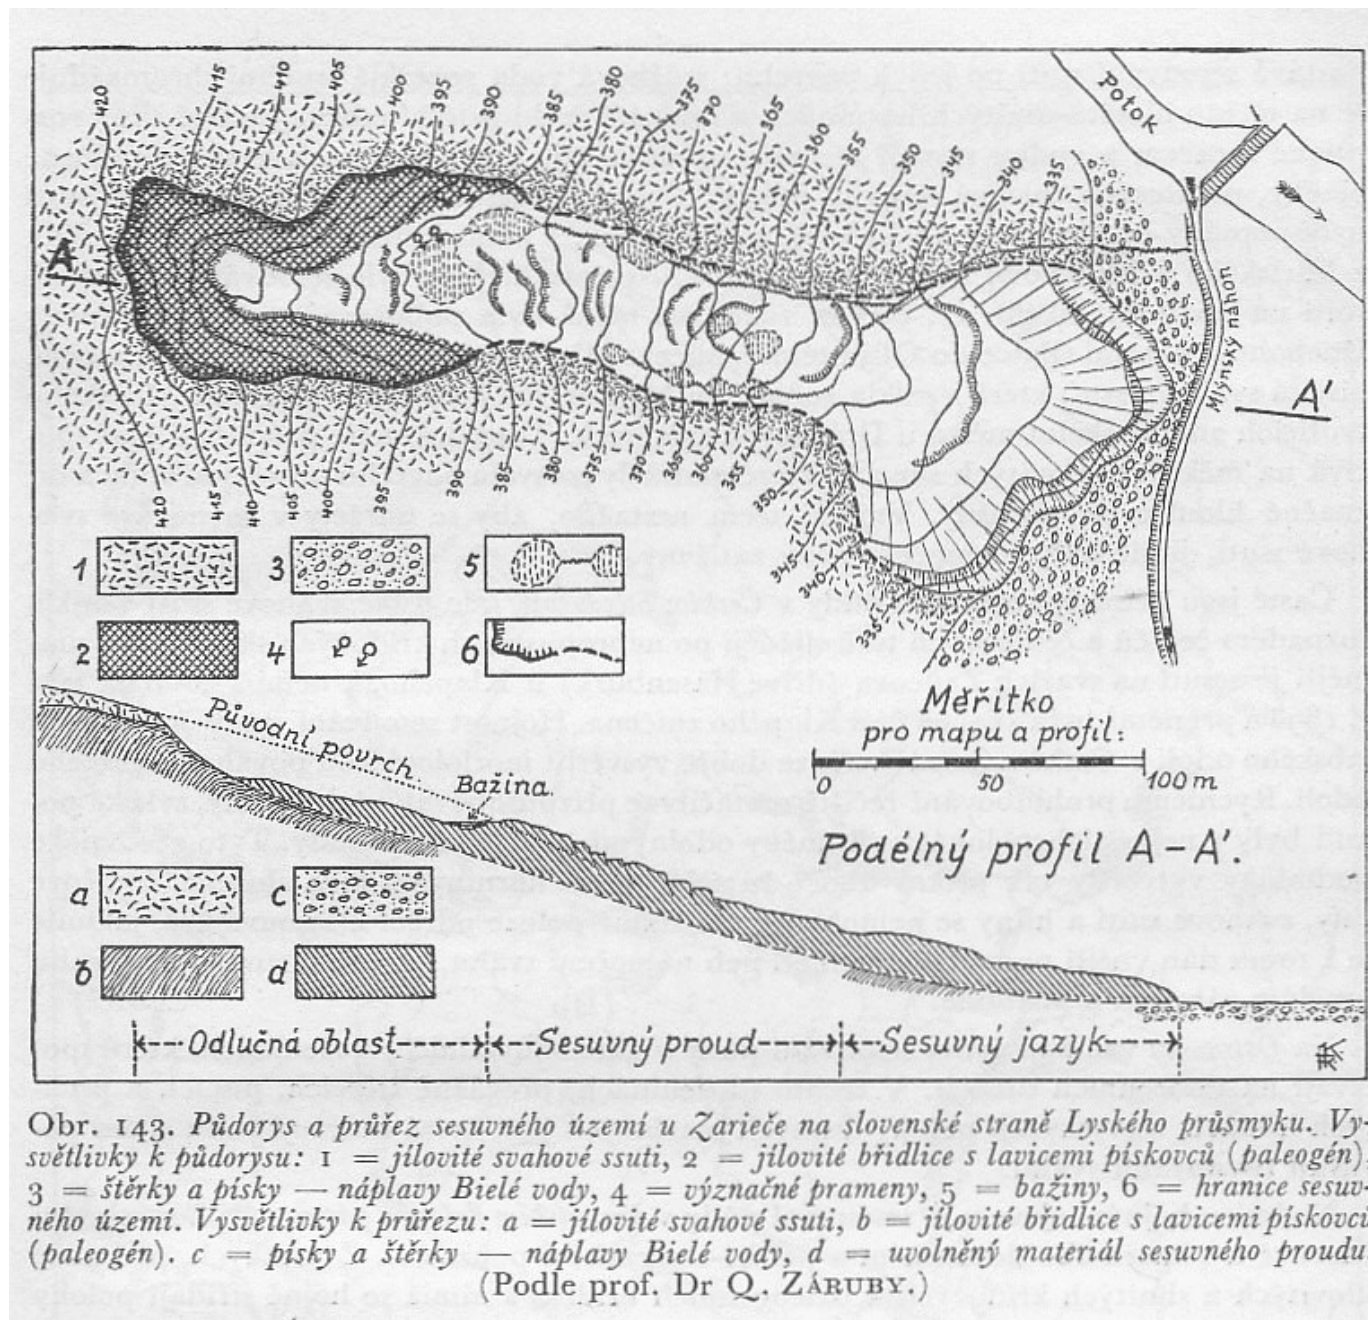 420
415
410
405
400
395
390
385
380
375
370
365
360
355
350
345
340
335
Potok
A
Mlýnský náhon
A'
420
415
410
405
400
395
390
385
380
375
370
360
355
350
345
340
335
1
3
5
2
4
6
Měřítko
pro mapu a profil:
0 50 100 m
Původní povrch
Bažina
Podélný profil A–A'.
a
c
b
d
Odlučná oblast
Sesuvný proud
Sesuvný jazyk
Obr. 143. Půdorys a průřez sesuvného území u Zarieče na slovenské straně Lyského průsmyku. Vy-
světlivky k půdorysu: 1 = jílovité svahové ssuti, 2 = jílovité břidlice s lavicemi pískovců (paleogén),
3 = štěrky a písky — náplavy Bielé vody, 4 = význačné prameny, 5 = bažiny, 6 = hranice sesuv-
ného území. Vysvětlivky k průřezu: a = jílovité svahové ssuti, b = jílovité břidlice s lavicemi pískovců
(paleogén). c = písky a štěrky — náplavy Bielé vody, d = uvolněný materiál sesuvného proudu.
(Podle prof. Dr Q. ZÁRUBY.)